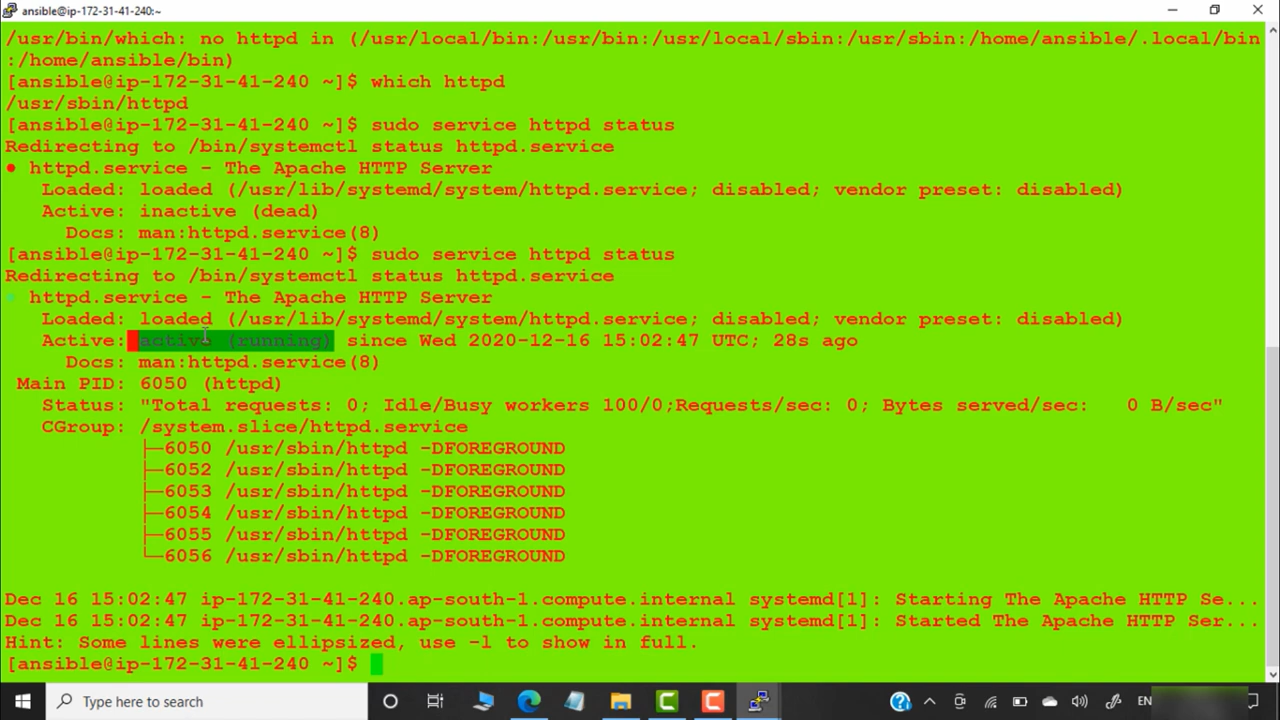 ansible@ip-172-31-41-240:~
/usr/bin/which: no httpd in (/usr/local/bin:/usr/bin:/usr/local/sbin:/usr/sbin:/home/ansible/.local/bin
:/home/ansible/bin)
[ansible@ip-172-31-41-240 ~]$ which httpd
/usr/sbin/httpd
[ansible@ip-172-31-41-240 ~]$ sudo service httpd status
Redirecting to /bin/systemctl status httpd.service
● httpd.service - The Apache HTTP Server
Loaded: loaded (/usr/lib/systemd/system/httpd.service; disabled; vendor preset: disabled)
Active: inactive (dead)
Docs: man:httpd.service(8)
[ansible@ip-172-31-41-240 ~]$ sudo service httpd status
Redirecting to /bin/systemctl status httpd.service
● httpd.service - The Apache HTTP Server
Loaded: loaded (/usr/lib/systemd/system/httpd.service; disabled; vendor preset: disabled)
Active: active (running) since Wed 2020-12-16 15:02:47 UTC; 28s ago
Docs: man:httpd.service(8)
Main PID: 6050 (httpd)
Status: "Total requests: 0; Idle/Busy workers 100/0;Requests/sec: 0; Bytes served/sec:   0 B/sec"
CGroup: /system.slice/httpd.service
├─6050 /usr/sbin/httpd -DFOREGROUND
├─6052 /usr/sbin/httpd -DFOREGROUND
├─6053 /usr/sbin/httpd -DFOREGROUND
├─6054 /usr/sbin/httpd -DFOREGROUND
├─6055 /usr/sbin/httpd -DFOREGROUND
└─6056 /usr/sbin/httpd -DFOREGROUND
Dec 16 15:02:47 ip-172-31-41-240.ap-south-1.compute.internal systemd[1]: Starting The Apache HTTP Se...
Dec 16 15:02:47 ip-172-31-41-240.ap-south-1.compute.internal systemd[1]: Started The Apache HTTP Ser...
Hint: Some lines were ellipsized, use -l to show in full.
[ansible@ip-172-31-41-240 ~]$
Type here to search
ENG